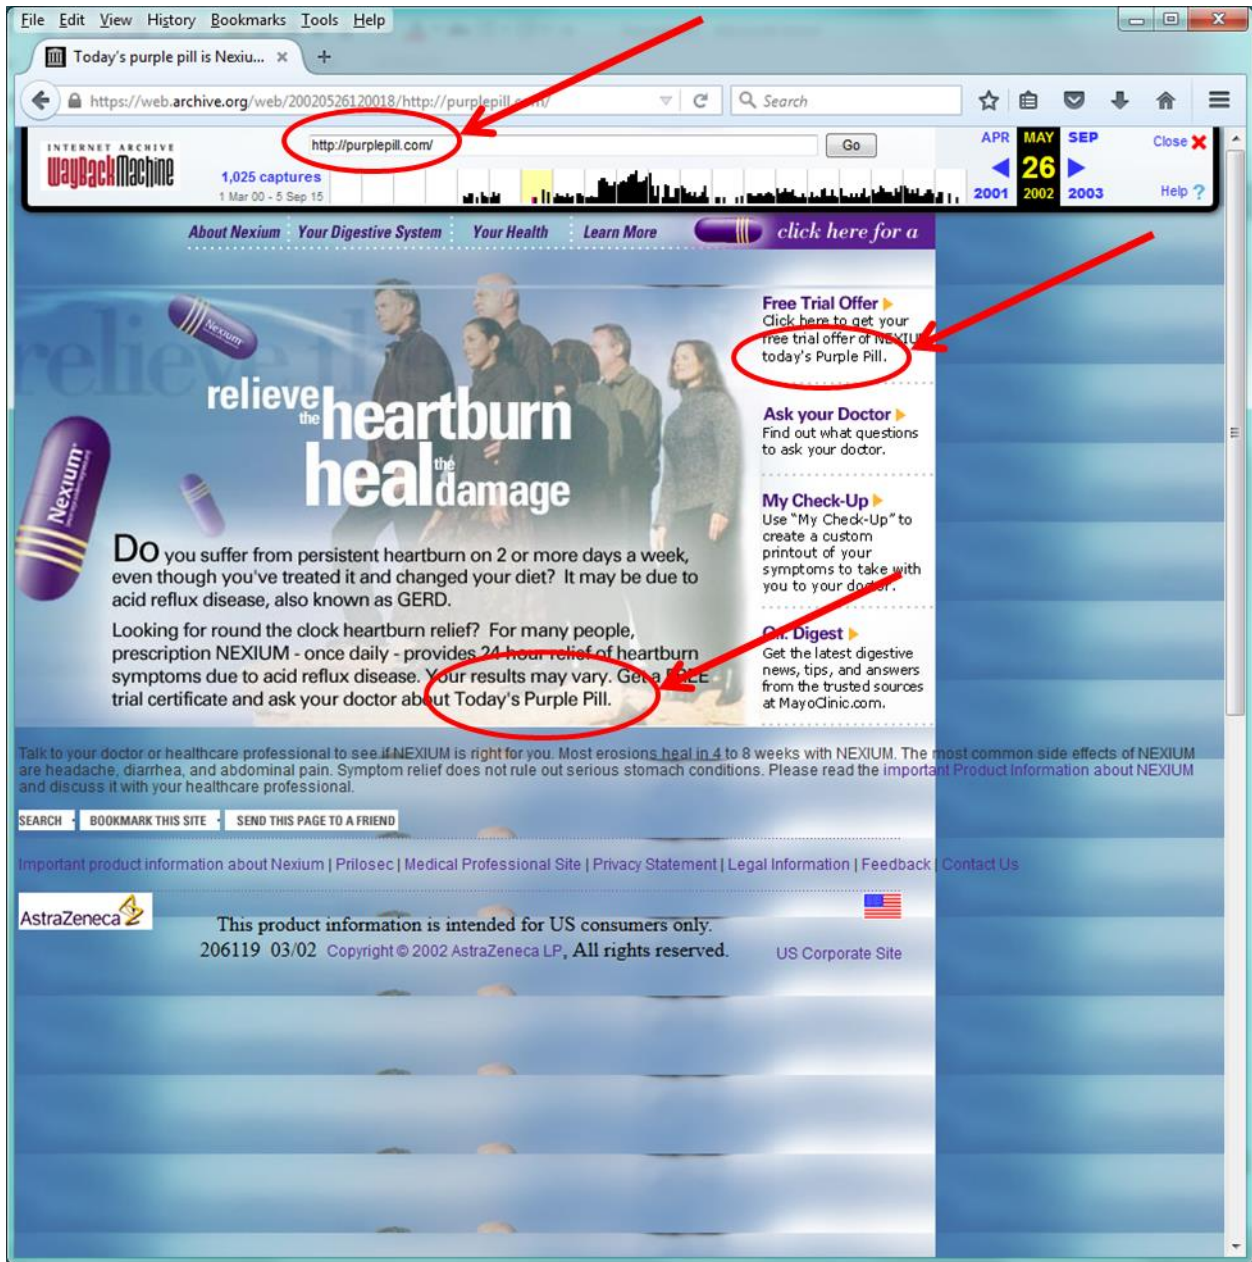 File Edit View History Bookmarks Tools Help
Today's purple pill is Nexiu...
https://web.archive.org/web/20020526120018/http://purplepill.com/
Search
INTERNET ARCHIVE
WayBackMachine
http://purplepill.com/
Go
1,025 captures
1 Mar 00 - 5 Sep 15
APR MAY SEP
26
2001 2002 2003
Close
Help ?
About Nexium Your Digestive System Your Health Learn More click here for a
relieve the
Nexium
Nexium
relieve
the heartburn
heal the
damage
Do you suffer from persistent heartburn on 2 or more days a week,
even though you've treated it and changed your diet? It may be due to
acid reflux disease, also known as GERD.
Looking for round the clock heartburn relief? For many people,
prescription NEXIUM - once daily - provides 24 hour relief of heartburn
symptoms due to acid reflux disease. Your results may vary. Get a FREE
trial certificate and ask your doctor about Today's Purple Pill.
Free Trial Offer
Click here to get your
free trial offer of NEXIU
today's Purple Pill.
Ask your Doctor
Find out what questions
to ask your doctor.
My Check-Up
Use "My Check-Up" to
create a custom
printout of your
symptoms to take with
you to your doctor.
G.I. Digest
Get the latest digestive
news, tips, and answers
from the trusted sources
at MayoClinic.com.
Talk to your doctor or healthcare professional to see if NEXIUM is right for you. Most erosions heal in 4 to 8 weeks with NEXIUM. The most common side effects of NEXIUM
are headache, diarrhea, and abdominal pain. Symptom relief does not rule out serious stomach conditions. Please read the important Product Information about NEXIUM
and discuss it with your healthcare professional.
SEARCH BOOKMARK THIS SITE SEND THIS PAGE TO A FRIEND
Important product information about Nexium | Prilosec | Medical Professional Site | Privacy Statement | Legal Information | Feedback | Contact Us
AstraZeneca
This product information is intended for US consumers only.
206119 03/02 Copyright © 2002 AstraZeneca LP, All rights reserved.
US Corporate Site